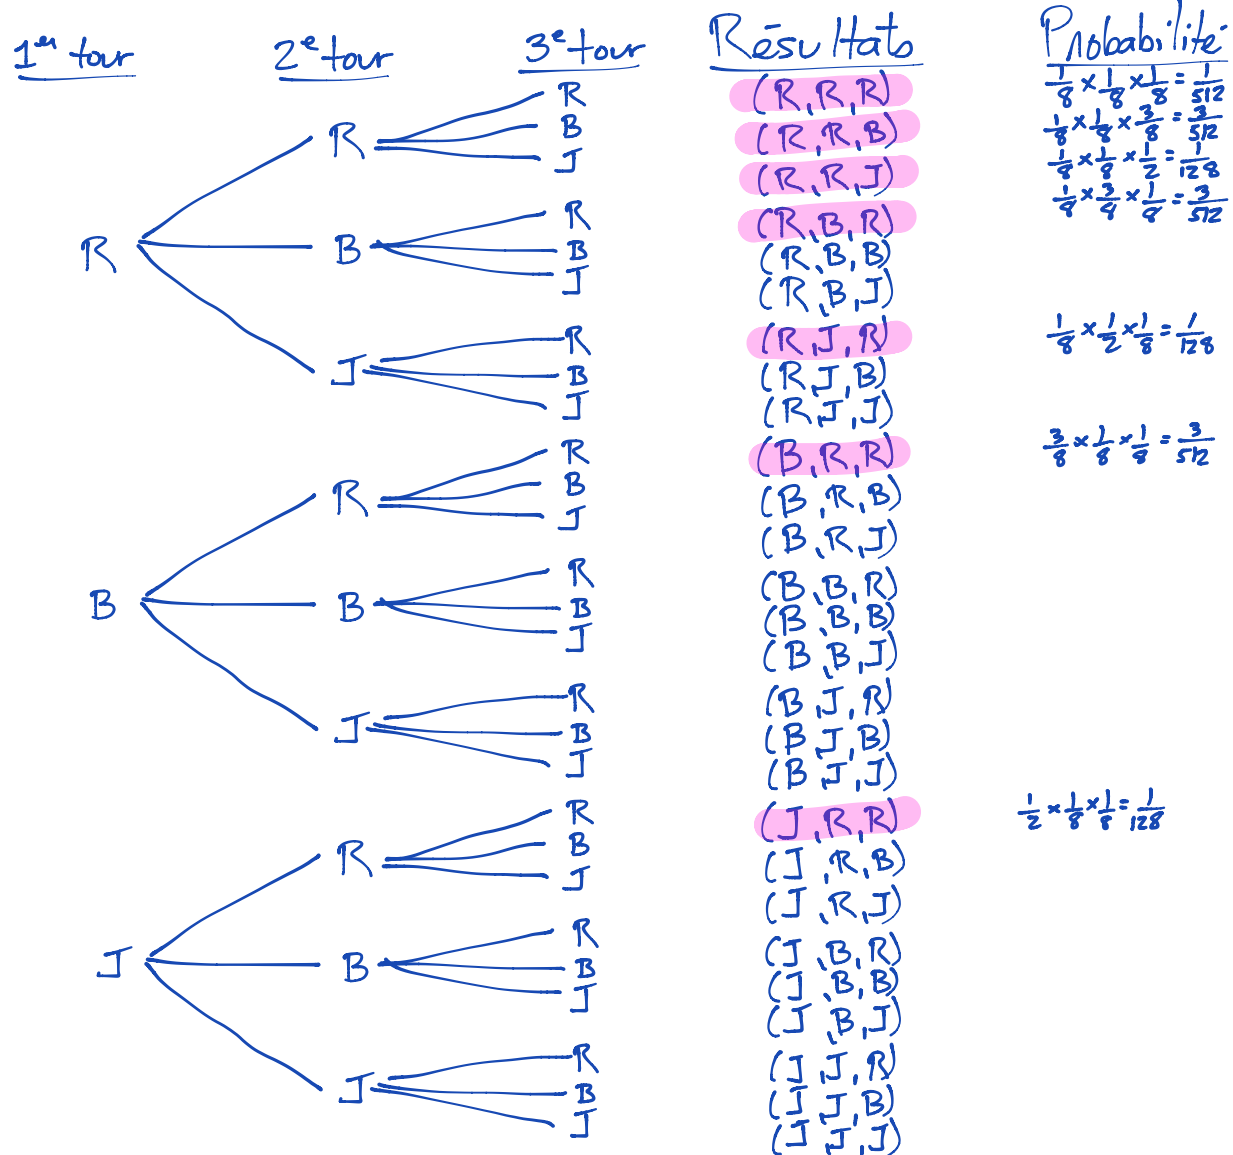 1er tour 2e tour 3e tour Résultats Probabilité
R (R,R,R) 1/8 × 1/8 × 1/8 = 1/512
R B (R,R,B) 1/8 × 1/8 × 3/8 = 3/512
J (R,R,J) 1/8 × 1/8 × 1/2 = 1/128
R (R,B,R) 1/8 × 3/8 × 1/8 = 3/512
R B B (R,B,B)
J (R,B,J)
R (R,J,R) 1/8 × 1/2 × 1/8 = 1/128
J B (R,J,B)
J (R,J,J)
R (B,R,R) 3/8 × 1/8 × 1/8 = 3/512
R B (B,R,B)
J (B,R,J)
R (B,B,R)
B B B (B,B,B)
J (B,B,J)
R (B,J,R)
J B (B,J,B)
J (B,J,J)
R (J,R,R) 1/2 × 1/8 × 1/8 = 1/128
R B (J,R,B)
J (J,R,J)
R (J,B,R)
J B B (J,B,B)
J (J,B,J)
R (J,J,R)
J B (J,J,B)
J (J,J,J)